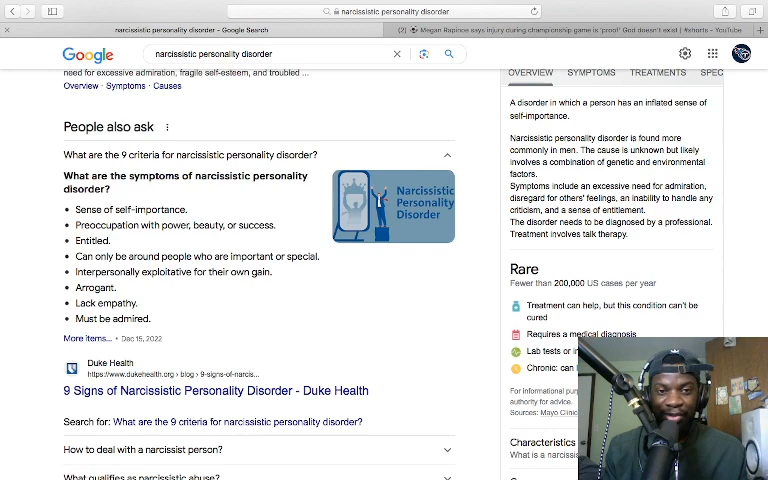 narcissistic personality disorder
narcissistic personality disorder - Google Search
(2) Megan Rapinoe says injury during championship game is 'proof' God doesn't exist | #shorts - YouTube
Google
narcissistic personality disorder
need for excessive admiration, fragile self-esteem, and troubled ...
Overview · Symptoms · Causes
People also ask
What are the 9 criteria for narcissistic personality disorder?
What are the symptoms of narcissistic personality
disorder?
Sense of self-importance.
Preoccupation with power, beauty, or success.
Entitled.
Can only be around people who are important or special.
Interpersonally exploitative for their own gain.
Arrogant.
Lack empathy.
Must be admired.
Narcissistic
Personality
Disorder
More items... • Dec 15, 2022
Duke Health
https://www.dukehealth.org › blog › 9-signs-of-narcis...
9 Signs of Narcissistic Personality Disorder - Duke Health
Search for: What are the 9 criteria for narcissistic personality disorder?
How to deal with a narcissist person?
What qualifies as narcissistic abuse?
OVERVIEW SYMPTOMS TREATMENTS SPEC
A disorder in which a person has an inflated sense of
self-importance.
Narcissistic personality disorder is found more
commonly in men. The cause is unknown but likely
involves a combination of genetic and environmental
factors.
Symptoms include an excessive need for admiration,
disregard for others' feelings, an inability to handle any
criticism, and a sense of entitlement.
The disorder needs to be diagnosed by a professional.
Treatment involves talk therapy.
Rare
Fewer than 200,000 US cases per year
Treatment can help, but this condition can't be
cured
Requires a medical diagnosis
Lab tests or
Chronic: can
For informational
authority for advice.
Sources: Mayo Clinic
Characteristics
What is a